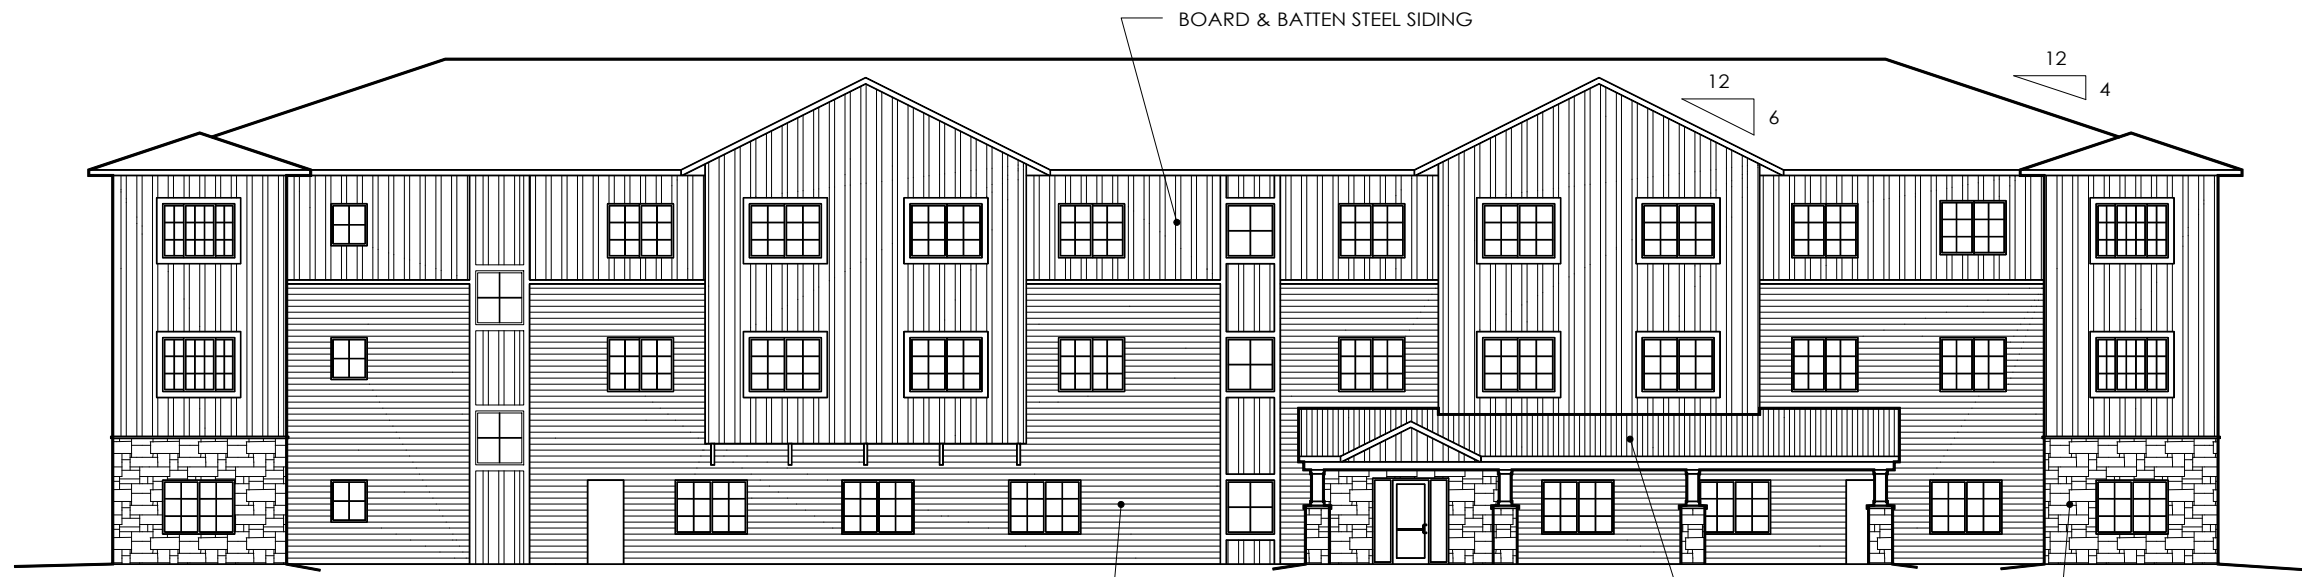 BOARD & BATTEN STEEL SIDING
12
4
12
6